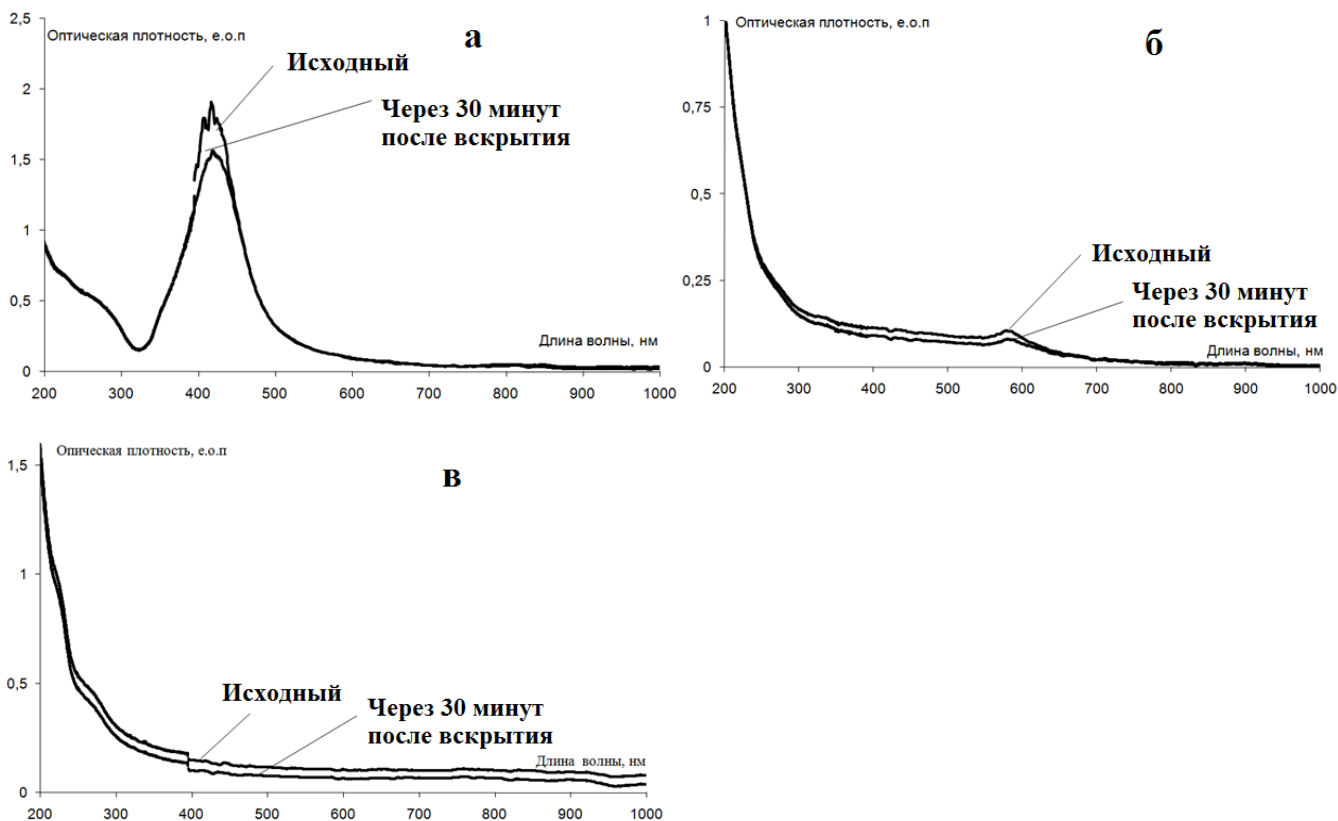 2,5
Оптическая плотность, е.о.п
а
Исходный
Через 30 минут
после вскрытия
2
1,5
1
0,5
0
Длина волны, нм
200 300 400 500 600 700 800 900 1000
1
Оптическая плотность, е.о.п
б
0,75
0,5
0,25
0
Исходный
Через 30 минут
после вскрытия
Длина волны, нм
200 300 400 500 600 700 800 900 1000
1,5
Опическая плотность, е.о.п
в
1
0,5
0
Исходный
Через 30 минут
после вскрытия
Длина волны, нм
200 300 400 500 600 700 800 900 1000